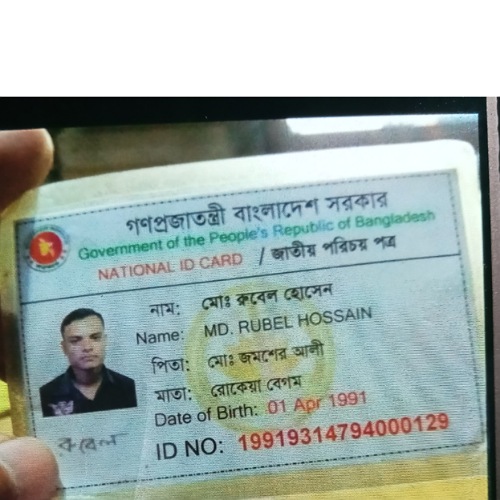 গণপ্রজাতন্ত্রী বাংলাদেশ সরকার
Government of the People's Republic of Bangladesh
NATIONAL ID CARD / জাতীয় পরিচয় পত্র
নাম: মোঃ রুবেল হোসেন
Name: MD. RUBEL HOSSAIN
পিতা: মোঃ জমশের আলী
মাতা: রোকেয়া বেগম
Date of Birth: 01 Apr 1991
রুবেল
ID NO: 19919314794000129